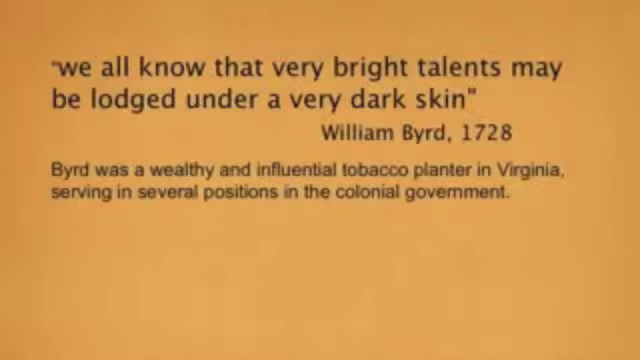 "we all know that very bright talents may
be lodged under a very dark skin"
William Byrd, 1728
Byrd was a wealthy and influential tobacco planter in Virginia,
serving in several positions in the colonial government.